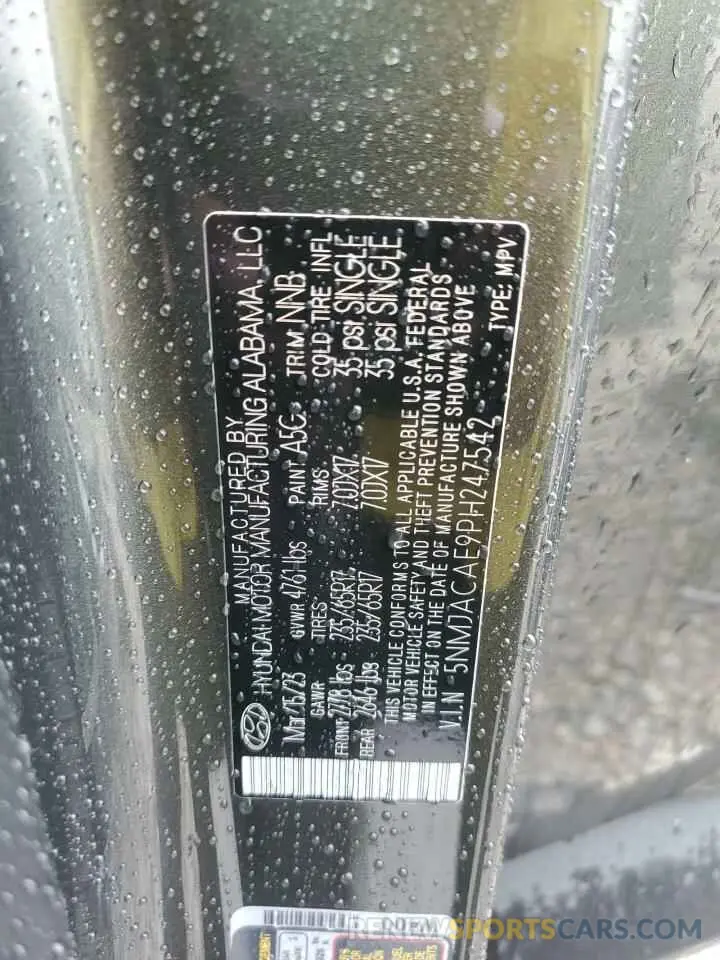 MANUFACTURED BY
HYUNDAI MOTOR MANUFACTURING ALABAMA, LLC
Mar/15/23 GVWR 4761 lbs PAINT A5G TRIM NNB
GAWR TIRES RIMS COLD TIRE INFL
FRONT 2778 lbs 235/65R17 7.0JX17 35 psi SINGLE
REAR 2646 lbs 235/65R17 7.0JX17 35 psi SINGLE
THIS VEHICLE CONFORMS TO ALL APPLICABLE U.S.A. FEDERAL
MOTOR VEHICLE SAFETY AND THEFT PREVENTION STANDARDS
IN EFFECT ON THE DATE OF MANUFACTURE SHOWN ABOVE
V.I.N 5NMJACAE9PH247542
TYPE: MPV
RENEWSPORTSCARS.COM